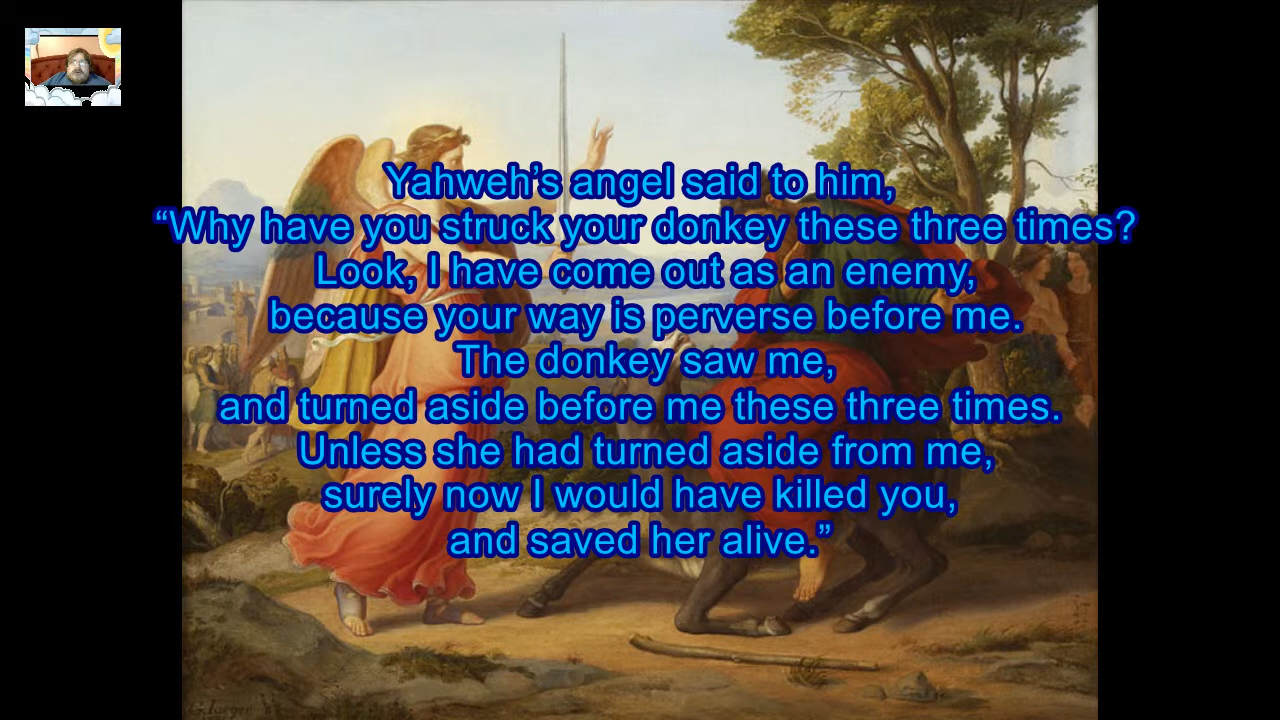 Yahweh’s angel said to him,
“Why have you struck your donkey these three times?
Look, I have come out as an enemy,
because your way is perverse before me.
The donkey saw me,
and turned aside before me these three times.
Unless she had turned aside from me,
surely now I would have killed you,
and saved her alive.”
G. Jaeger